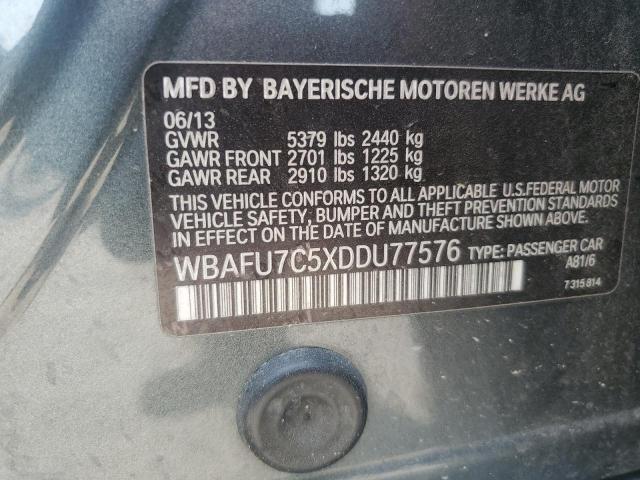 MFD BY BAYERISCHE MOTOREN WERKE AG
06/13
GVWR 5379 lbs 2440 kg
GAWR FRONT 2701 lbs 1225 kg
GAWR REAR 2910 lbs 1320 kg
THIS VEHICLE CONFORMS TO ALL APPLICABLE U.S.FEDERAL MOTOR
VEHICLE SAFETY, BUMPER AND THEFT PREVENTION STANDARDS
IN EFFECT ON THE DATE OF MANUFACTURE SHOWN ABOVE.
WBAFU7C5XDDU77576 TYPE: PASSENGER CAR
A81/6
7315814